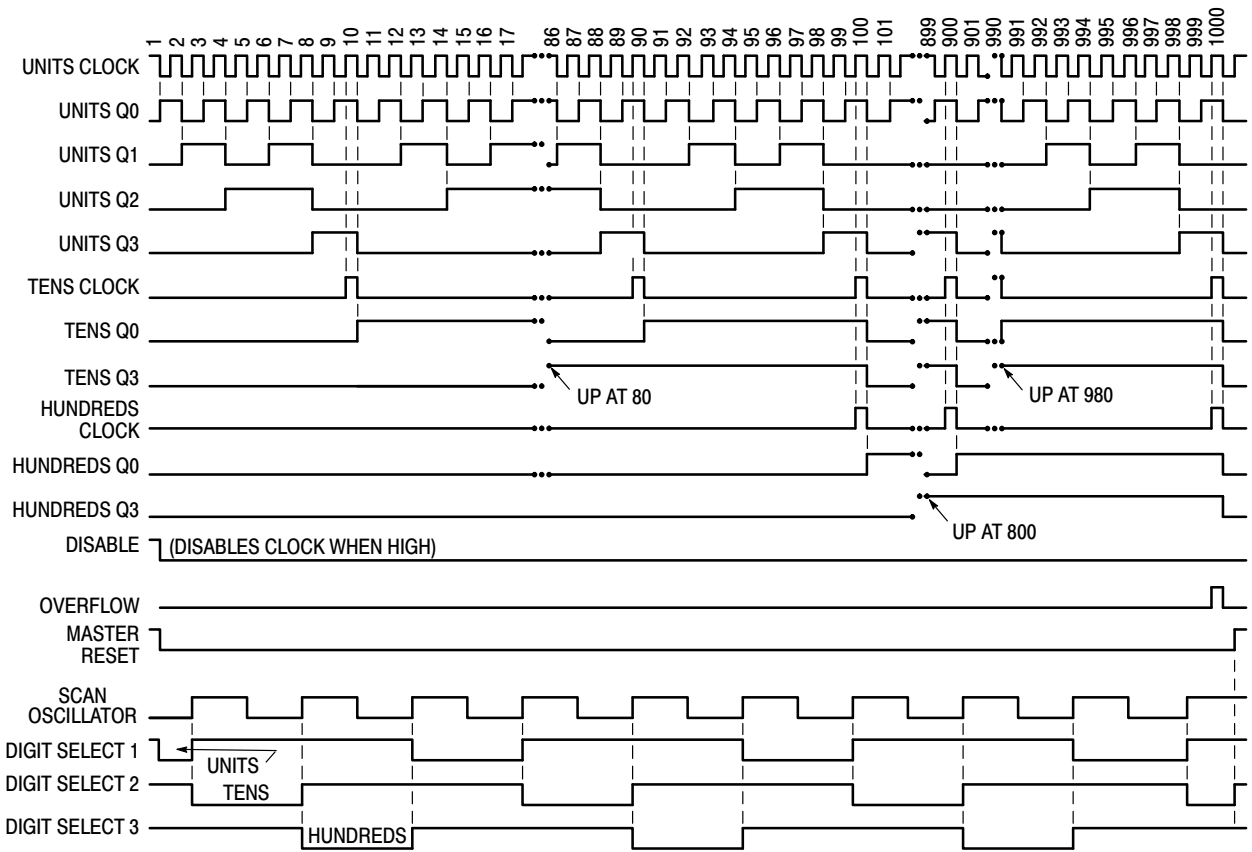 1 2 3 4 5 6 7 8 9 10 11 12 13 14 15 16 17 86 87 88 89 90 91 92 93 94 95 96 97 98 99 100 101 899 900 901 990 991 992 993 994 995 996 997 998 999 1000
UNITS CLOCK
UNITS Q0
UNITS Q1
UNITS Q2
UNITS Q3
TENS CLOCK
TENS Q0
TENS Q3
UP AT 80
UP AT 980
HUNDREDS
CLOCK
HUNDREDS Q0
HUNDREDS Q3
UP AT 800
DISABLE (DISABLES CLOCK WHEN HIGH)
OVERFLOW
MASTER
RESET
SCAN
OSCILLATOR
DIGIT SELECT 1
UNITS
DIGIT SELECT 2
TENS
DIGIT SELECT 3
HUNDREDS